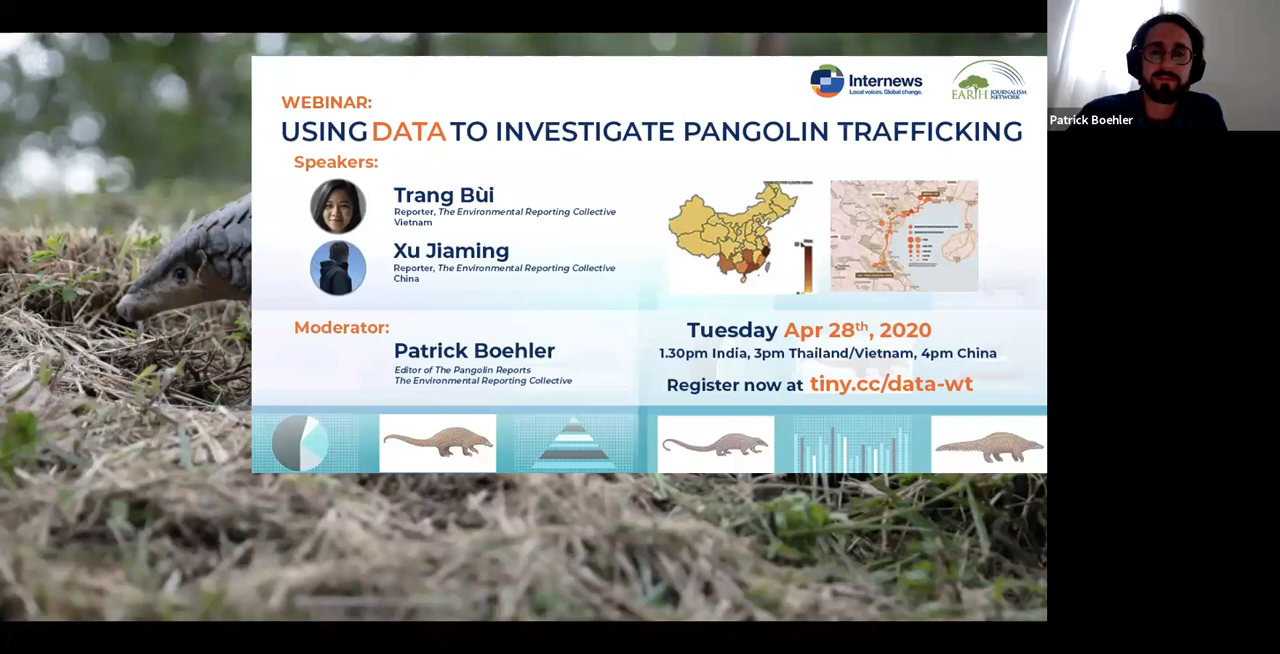 Internews
Local voices. Global change.
EARTH JOURNALISM NETWORK
WEBINAR:
USING DATA TO INVESTIGATE PANGOLIN TRAFFICKING
Speakers:
Trang Bùi
Reporter, The Environmental Reporting Collective
Vietnam
Xu Jiaming
Reporter, The Environmental Reporting Collective
China
Moderator:
Patrick Boehler
Editor of The Pangolin Reports
The Environmental Reporting Collective
Tuesday Apr 28th, 2020
1.30pm India, 3pm Thailand/Vietnam, 4pm China
Register now at tiny.cc/data-wt
Patrick Boehler